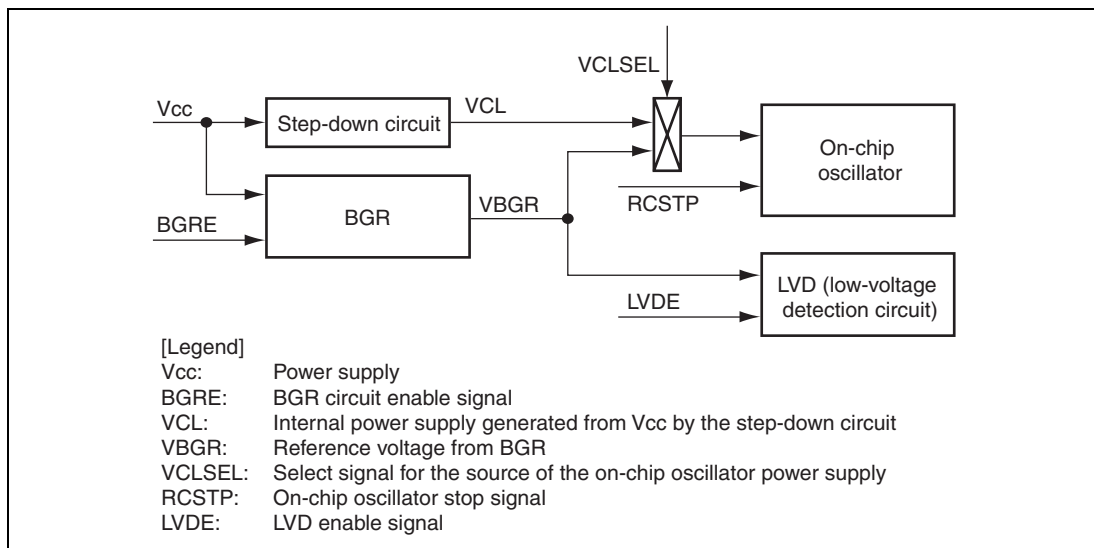 VCLSEL
Vcc
Step-down circuit
VCL
On-chip
oscillator
RCSTP
BGRE
BGR
VBGR
LVDE
LVD (low-voltage
detection circuit)
[Legend]
Vcc: Power supply
BGRE: BGR circuit enable signal
VCL: Internal power supply generated from Vcc by the step-down circuit
VBGR: Reference voltage from BGR
VCLSEL: Select signal for the source of the on-chip oscillator power supply
RCSTP: On-chip oscillator stop signal
LVDE: LVD enable signal